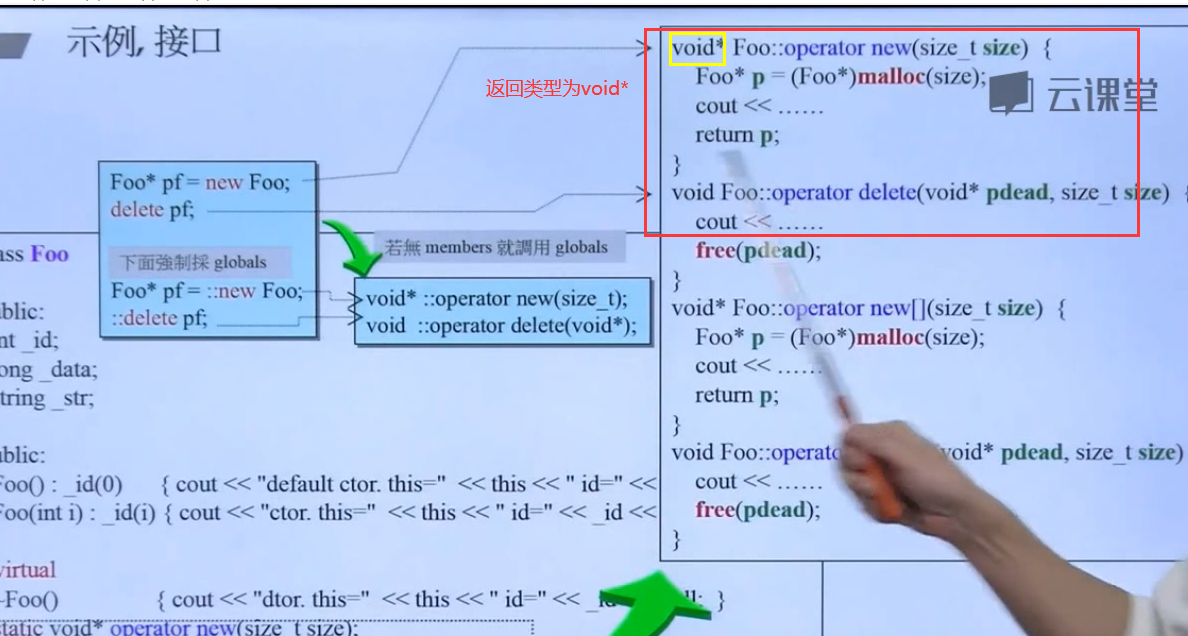 示例, 接口
返回类型为void*
云课堂
Foo* pf = new Foo;
delete pf;
下面強制採 globals
Foo* pf = ::new Foo;
::delete pf;
若無 members 就調用 globals
void* ::operator new(size_t);
void ::operator delete(void*);
void* Foo::operator new(size_t size) {
Foo* p = (Foo*)malloc(size);
cout << ......
return p;
}
void Foo::operator delete(void* pdead, size_t size) {
cout << ......
free(pdead);
}
void* Foo::operator new[](size_t size) {
Foo* p = (Foo*)malloc(size);
cout << ......
return p;
}
void Foo::operato void* pdead, size_t size)
cout << ......
free(pdead);
}
ass Foo
blic:
nt _id;
ong _data;
tring _str;
blic:
Foo() : _id(0) { cout << "default ctor. this=" << this << " id=" <<
Foo(int i) : _id(i) { cout << "ctor. this=" << this << " id=" << _id <<
virtual
~Foo() { cout << "dtor. this=" << this << " id=" << }
static void* operator new(size_t size);